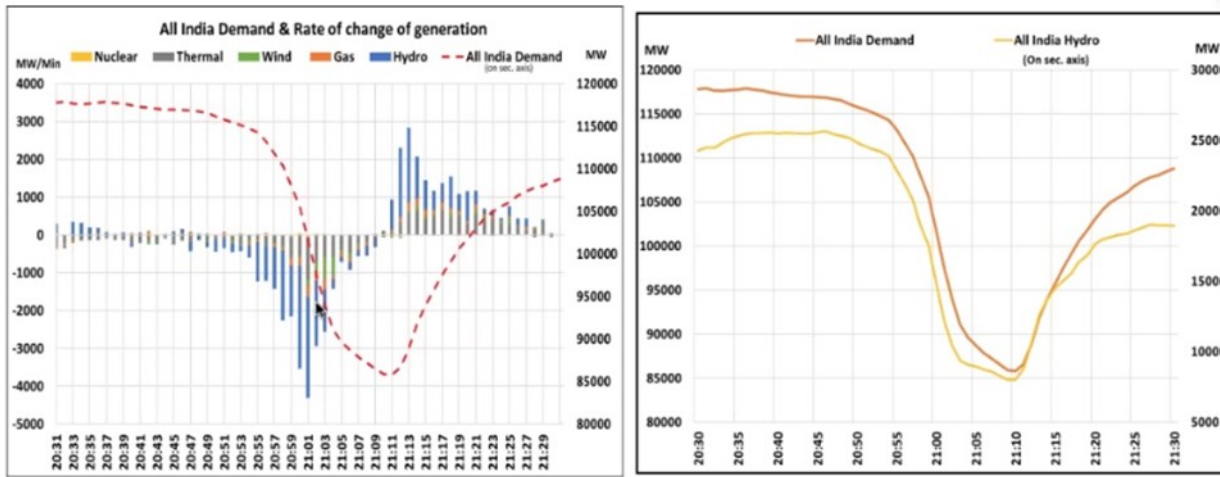 All India Demand & Rate of change of generation
Nuclear Thermal Wind Gas Hydro All India Demand
(on sec. axis)
MW/Min MW
4000 120000
3000 115000
2000 110000
1000 105000
0 100000
-1000 95000
-2000 90000
-3000 85000
-4000 80000
-5000
20:31 20:33 20:35 20:37 20:39 20:41 20:43 20:45 20:47 20:49 20:51 20:53 20:55 20:57 20:59 21:01 21:03 21:05 21:07 21:09 21:11 21:13 21:15 21:17 21:19 21:21 21:23 21:25 21:27 21:29
All India Demand All India Hydro
(On sec. axis)
MW MW
120000 3000
115000 2500
110000 2000
105000 1500
100000 1000
95000 5000
90000
85000
80000
20:30 20:35 20:40 20:45 20:50 20:55 21:00 21:05 21:10 21:15 21:20 21:25 21:30